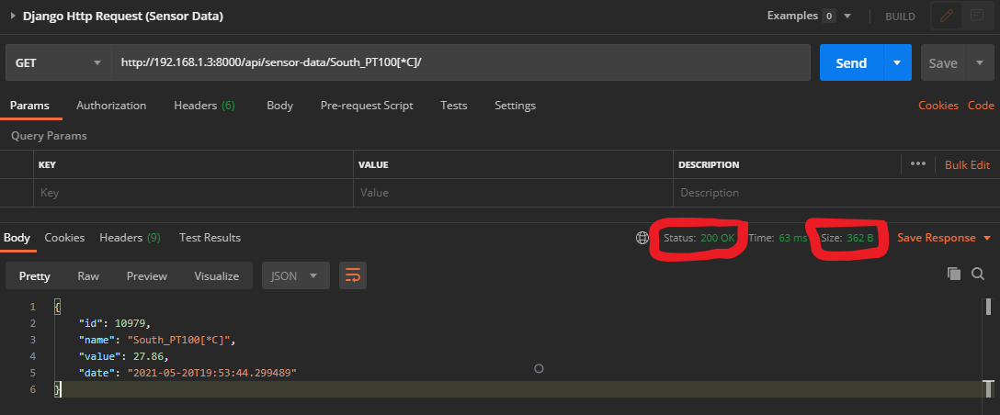 Django Http Request (Sensor Data) Examples 0 BUILD
GET http://192.168.1.3:8000/api/sensor-data/South_PT100[*C]/ Send Save
Params Authorization Headers (6) Body Pre-request Script Tests Settings Cookies Code
Query Params
KEY VALUE DESCRIPTION ••• Bulk Edit
Key Value Description
Body Cookies Headers (9) Test Results Status: 200 OK Time: 63 ms Size: 362 B Save Response
Pretty Raw Preview Visualize JSON
1 {
2 "id": 10979,
3 "name": "South_PT100[*C]",
4 "value": 27.86,
5 "date": "2021-05-20T19:53:44.299489"
6 }